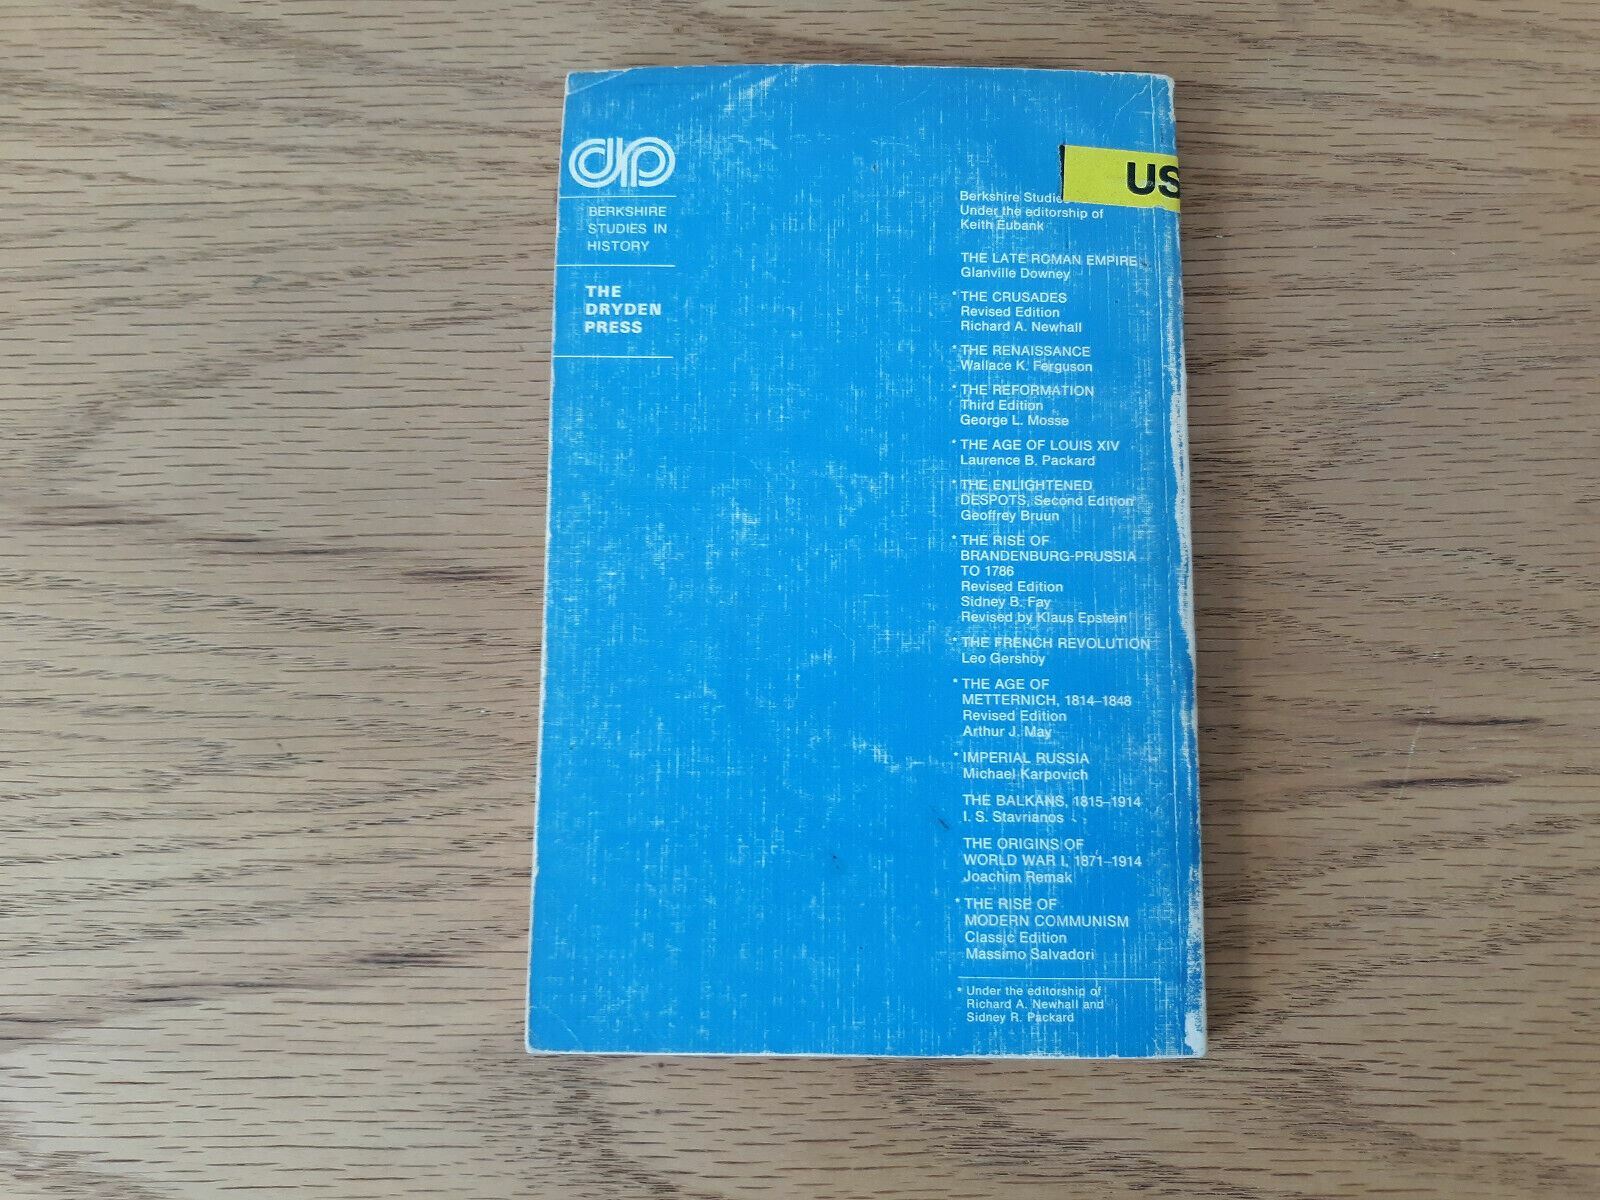 dp
BERKSHIRE
STUDIES IN
HISTORY
THE
DRYDEN
PRESS
US
Berkshire
Under the editorship of
Keith Eubank
THE LATE ROMAN EMPIRE
Glanville Downey
* THE CRUSADES
Revised Edition
Richard A. Newhall
* THE RENAISSANCE
Wallace K. Ferguson
* THE REFORMATION
Third Edition
George L. Mosse
* THE AGE OF LOUIS XIV
Laurence B. Packard
* THE ENLIGHTENED
DESPOTS, Second Edition
Geoffrey Bruun
* THE RISE OF
BRANDENBURG-PRUSSIA
TO 1786
Revised Edition
Sidney B. Fay
Revised by Klaus Epstein
* THE FRENCH REVOLUTION
Leo Gershoy
* THE AGE OF
METTERNICH, 1814-1848
Revised Edition
Arthur J. May
* IMPERIAL RUSSIA
Michael Karpovich
THE BALKANS, 1815-1914
I. S. Stavrianos
THE ORIGINS OF
WORLD WAR I, 1871-1914
Joachim Remak
* THE RISE OF
MODERN COMMUNISM
Classic Edition
Massimo Salvadori
* Under the editorship of
Richard A. Newhall and
Sidney R. Packard